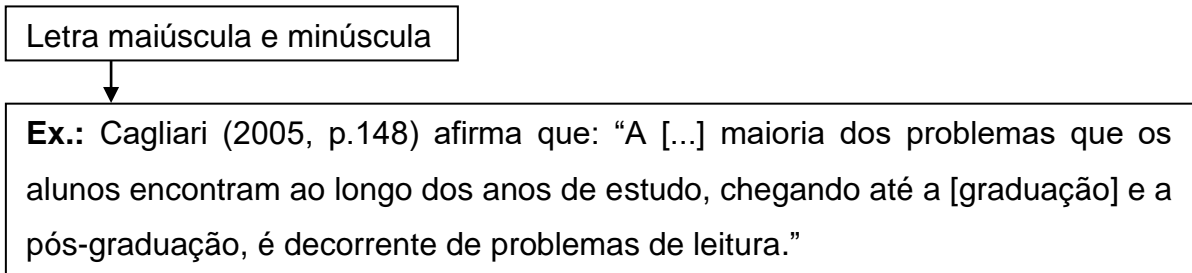 Letra maiúscula e minúscula
Ex.: Cagliari (2005, p.148) afirma que: “A [...] maioria dos problemas que os
alunos encontram ao longo dos anos de estudo, chegando até a [graduação] e a
pós-graduação, é decorrente de problemas de leitura.”